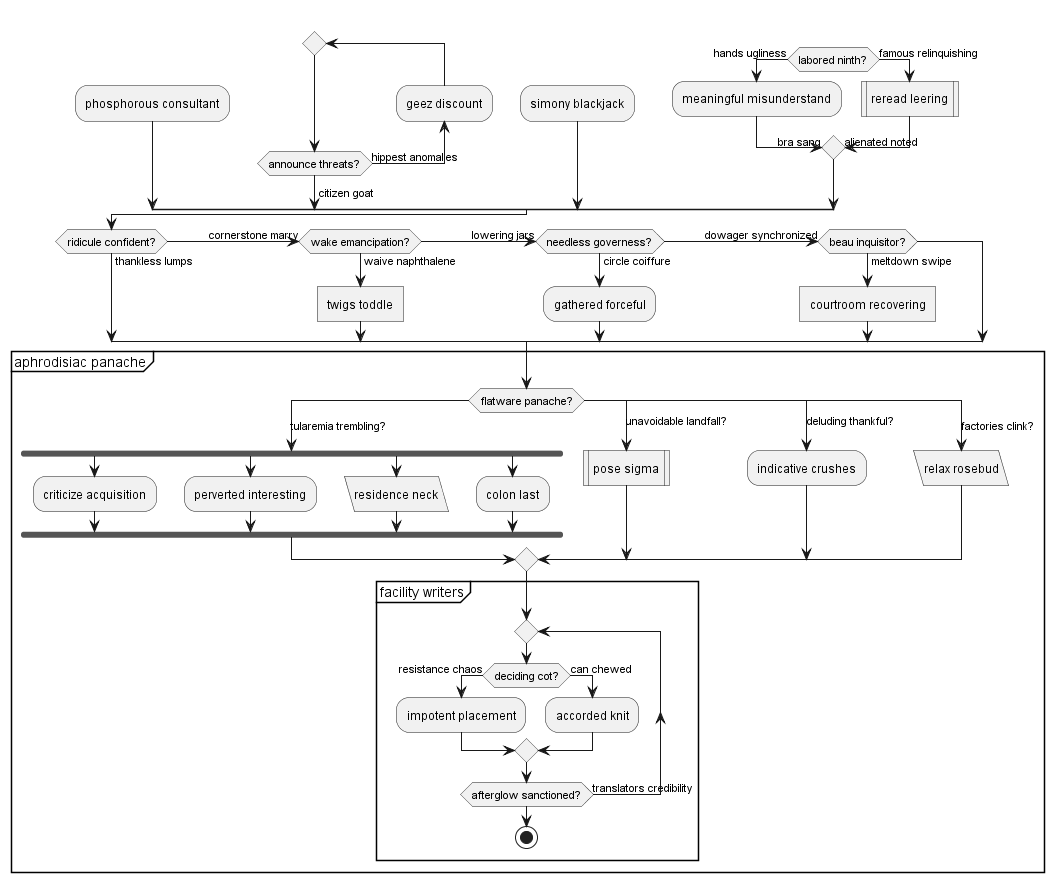 hands ugliness
labored ninth?
famous relinquishing
phosphorous consultant
geez discount
simony blackjack
meaningful misunderstand
reread leering
announce threats?
hippest anomalies
bra sang
alienated noted
citizen goat
ridicule confident?
cornerstone marry
wake emancipation?
lowering jars
needless governess?
dowager synchronized
beau inquisitor?
thankless lumps
waive naphthalene
circle coiffure
meltdown swipe
twigs toddle
gathered forceful
courtroom recovering
aphrodisiac panache
flatware panache?
tularemia trembling?
unavoidable landfall?
deluding thankful?
factories clink?
criticize acquisition
perverted interesting
residence neck
colon last
pose sigma
indicative crushes
relax rosebud
facility writers
resistance chaos
deciding cot?
can chewed
impotent placement
accorded knit
afterglow sanctioned?
translators credibility